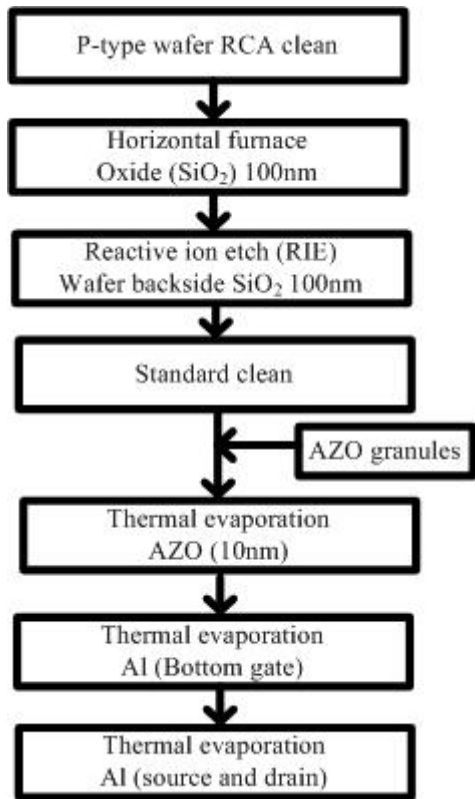 P-type wafer RCA clean
Horizontal furnace
Oxide (SiO₂) 100nm
Reactive ion etch (RIE)
Wafer backside SiO₂ 100nm
Standard clean
AZO granules
Thermal evaporation
AZO (10nm)
Thermal evaporation
Al (Bottom gate)
Thermal evaporation
Al (source and drain)